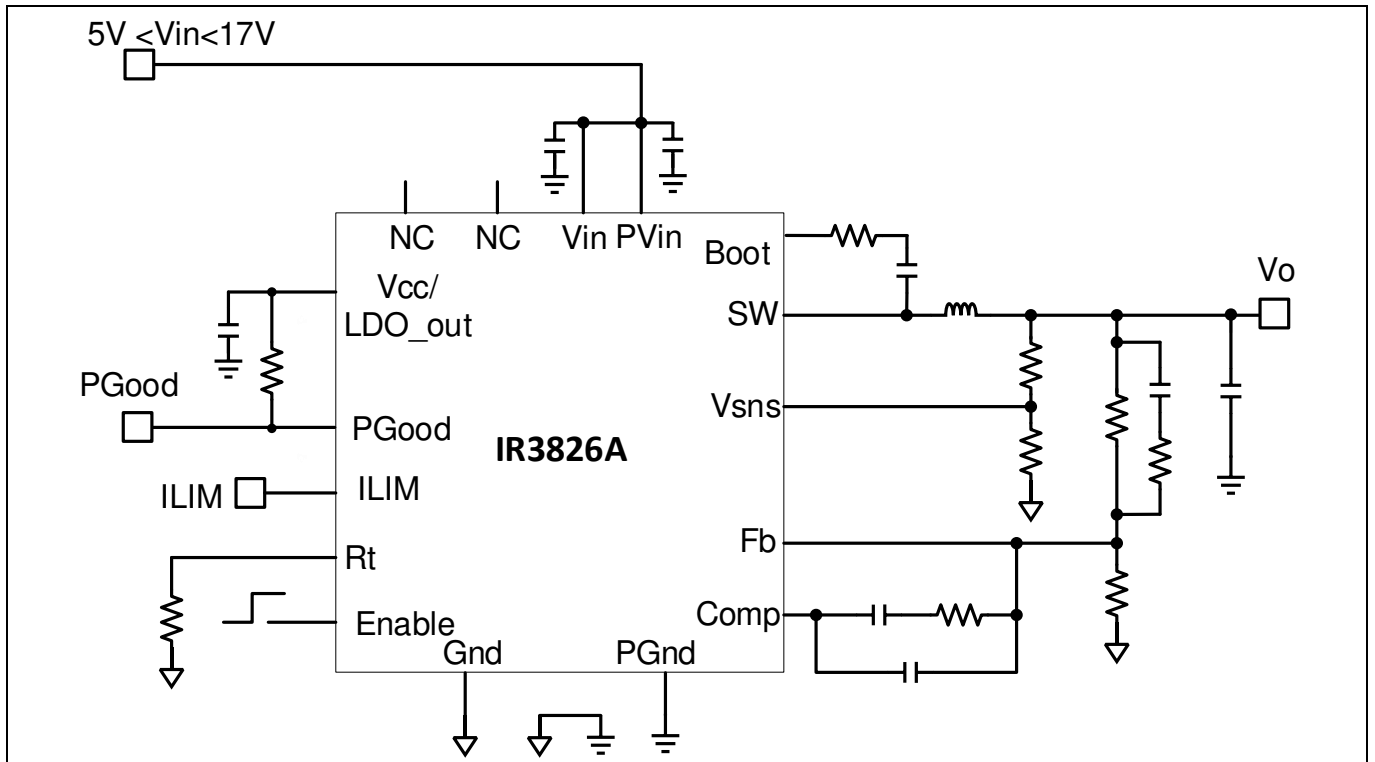 5V <Vin<17V
NC
NC
Vin
PVin
Boot
Vcc/
LDO_out
SW
Vo
PGood
PGood
Vsns
IR3826A
ILIM
ILIM
Rt
Fb
Enable
Comp
Gnd
PGnd